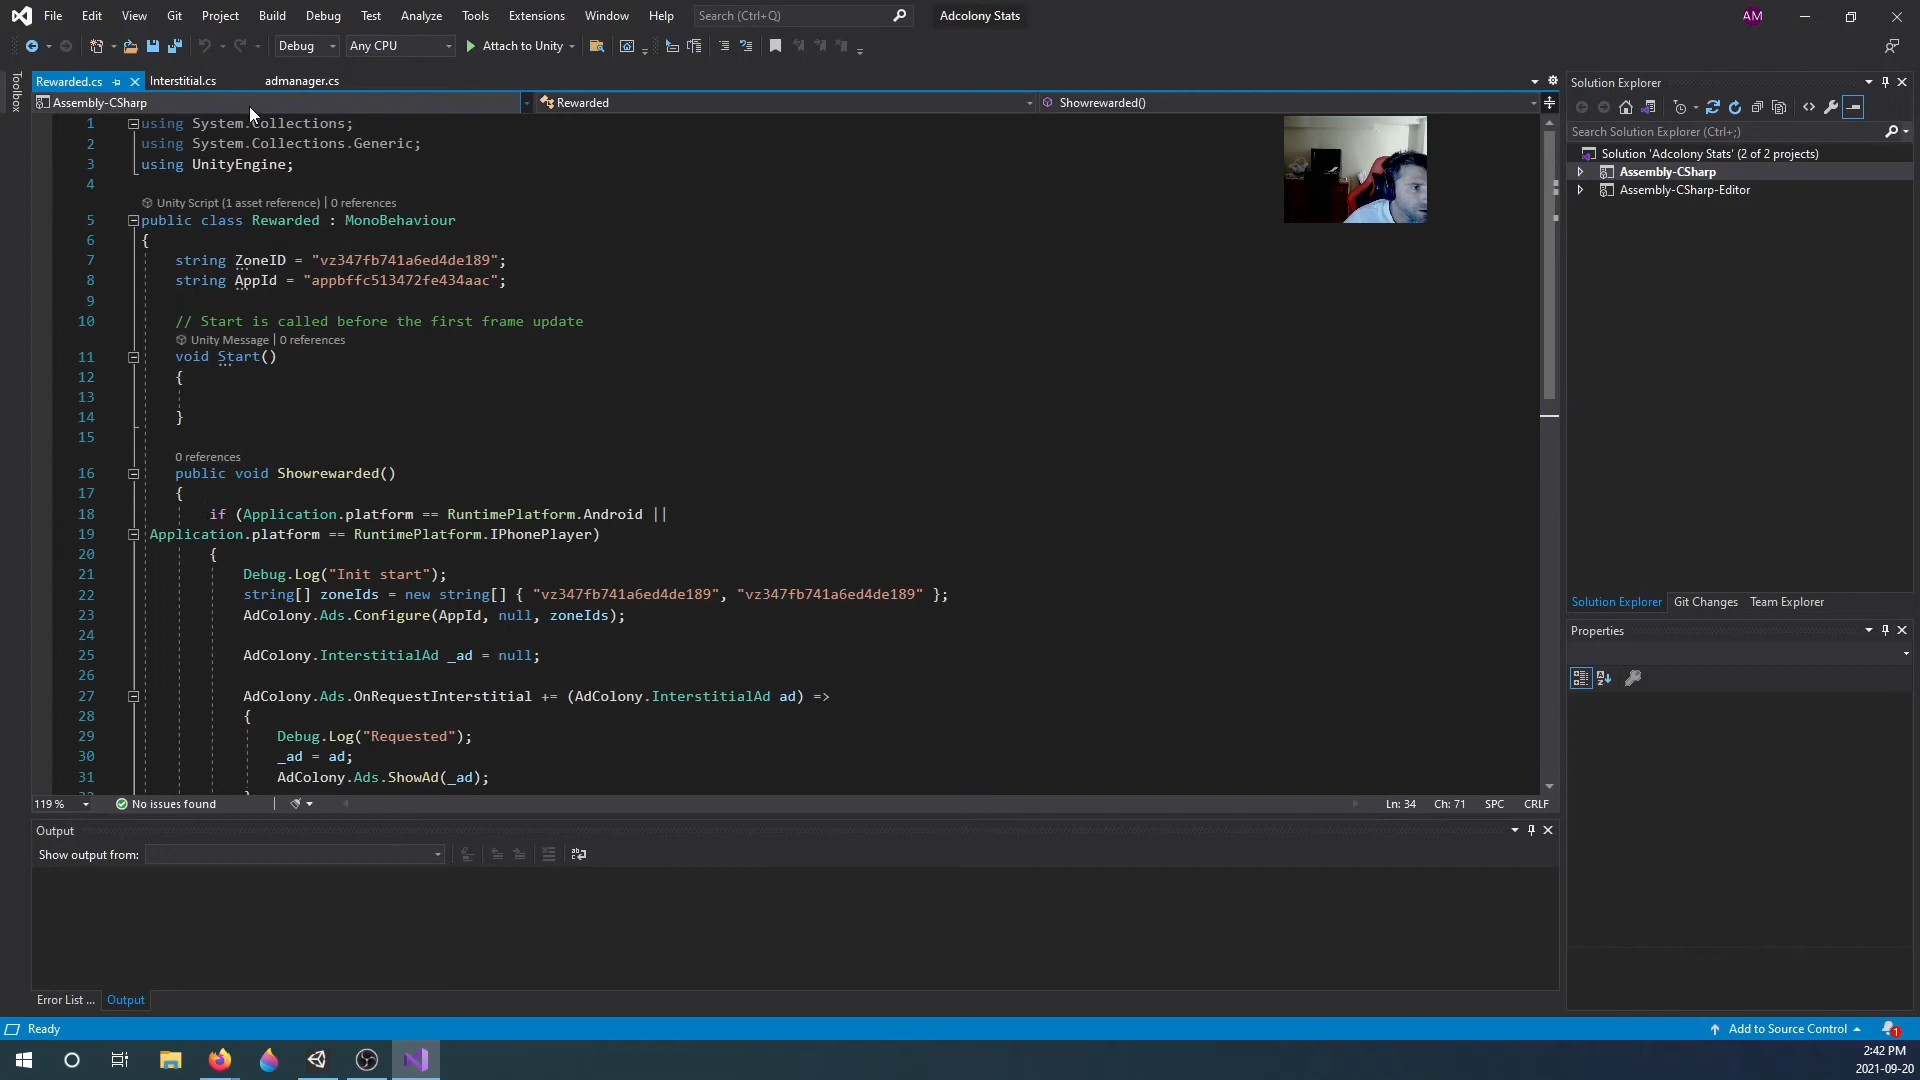 File Edit View Git Project Build Debug Test Analyze Tools Extensions Window Help Search (Ctrl+Q) Adcolony Stats AM
Debug Any CPU Attach to Unity
Toolbox
Rewarded.cs Interstitial.cs admanager.cs
Assembly-CSharp Rewarded Showrewarded()
1 using System.Collections;
2 using System.Collections.Generic;
3 using UnityEngine;
4
Unity Script (1 asset reference) | 0 references
5 public class Rewarded : MonoBehaviour
6 {
7 string ZoneID = "vz347fb741a6ed4de189";
8 string AppId = "appbffc513472fe434aac";
9
10 // Start is called before the first frame update
Unity Message | 0 references
11 void Start()
12 {
13
14 }
15
0 references
16 public void Showrewarded()
17 {
18 if (Application.platform == RuntimePlatform.Android ||
19 Application.platform == RuntimePlatform.IPhonePlayer)
20 {
21 Debug.Log("Init start");
22 string[] zoneIds = new string[] { "vz347fb741a6ed4de189", "vz347fb741a6ed4de189" };
23 AdColony.Ads.Configure(AppId, null, zoneIds);
24
25 AdColony.InterstitialAd _ad = null;
26
27 AdColony.Ads.OnRequestInterstitial += (AdColony.InterstitialAd ad) =>
28 {
29 Debug.Log("Requested");
30 _ad = ad;
31 AdColony.Ads.ShowAd(_ad);
119 % No issues found Ln: 34 Ch: 71 SPC CRLF
Output
Show output from:
Error List ... Output
Solution Explorer
Search Solution Explorer (Ctrl+;)
Solution 'Adcolony Stats' (2 of 2 projects)
Assembly-CSharp
Assembly-CSharp-Editor
Solution Explorer Git Changes Team Explorer
Properties
Ready Add to Source Control 1
2:42 PM
2021-09-20